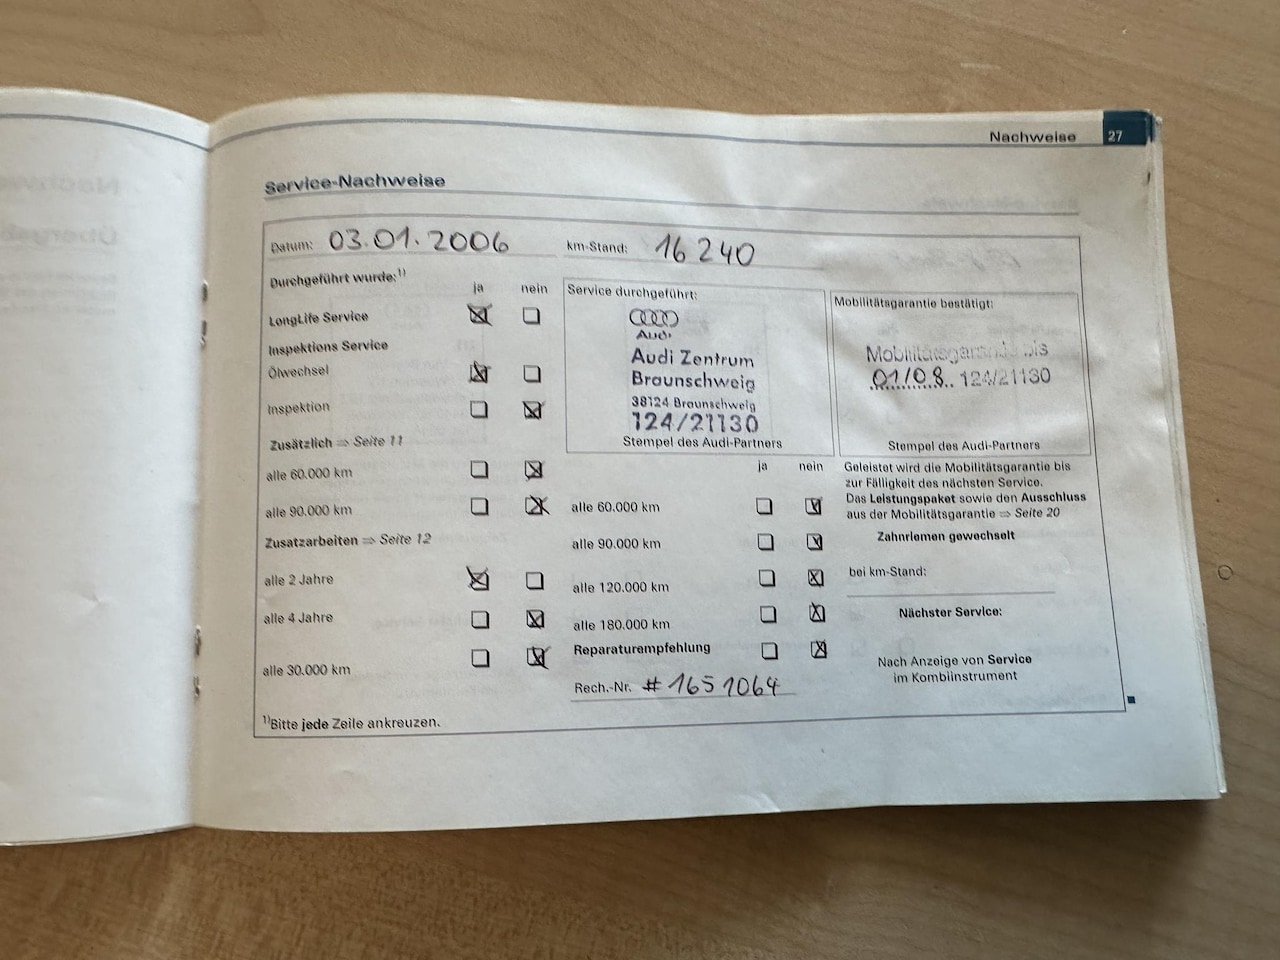 Nachweise 27
Service-Nachweise
Datum: 03.01.2006 km-Stand: 16 240
Durchgeführt wurde:¹⁾
ja nein
LongLife Service
Inspektions Service
Ölwechsel
Inspektion
Zusätzlich ⇒ Seite 11
alle 60.000 km
alle 90.000 km
Zusatzarbeiten ⇒ Seite 12
alle 2 Jahre
alle 4 Jahre
alle 30.000 km
¹⁾Bitte jede Zeile ankreuzen.
Service durchgeführt:
Audi
Audi Zentrum
Braunschweig
38124 Braunschweig
124/21130
Stempel des Audi-Partners
ja nein
alle 60.000 km
alle 90.000 km
alle 120.000 km
alle 180.000 km
Reparaturempfehlung
Rech.-Nr. #1651064
Mobilitätsgarantie bestätigt:
Mobilitätsgarantie bis
01/08. 124/21130
Stempel des Audi-Partners
Geleistet wird die Mobilitätsgarantie bis
zur Fälligkeit des nächsten Service.
Das Leistungspaket sowie den Ausschluss
aus der Mobilitätsgarantie ⇒ Seite 20
Zahnriemen gewechselt
bei km-Stand:
Nächster Service:
Nach Anzeige von Service
im Kombiinstrument